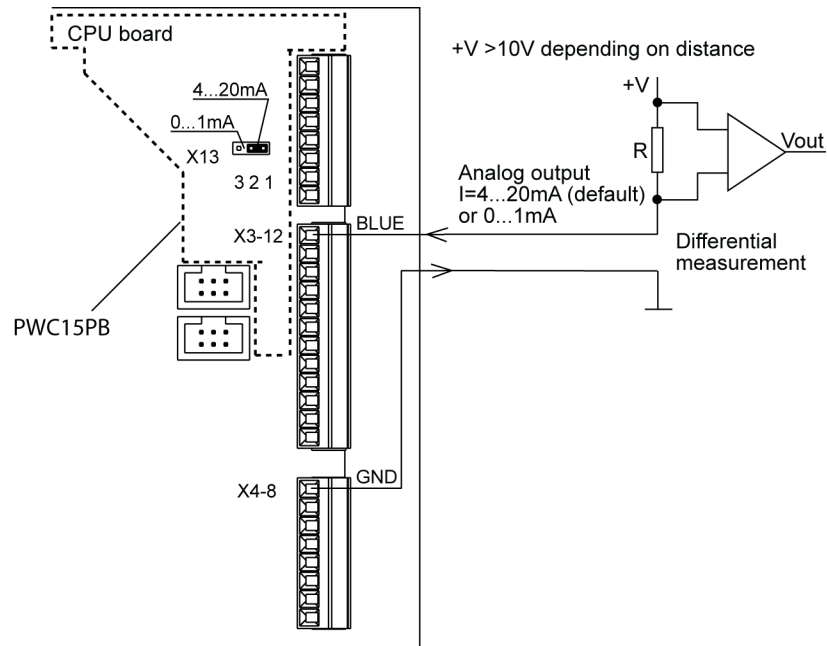 CPU board
+V >10V depending on distance
4...20mA
+V
0...1mA
X13
R
Vout
3 2 1
Analog output
I=4...20mA (default)
or 0...1mA
X3-12
BLUE
Differential
measurement
PWC15PB
X4-8
GND